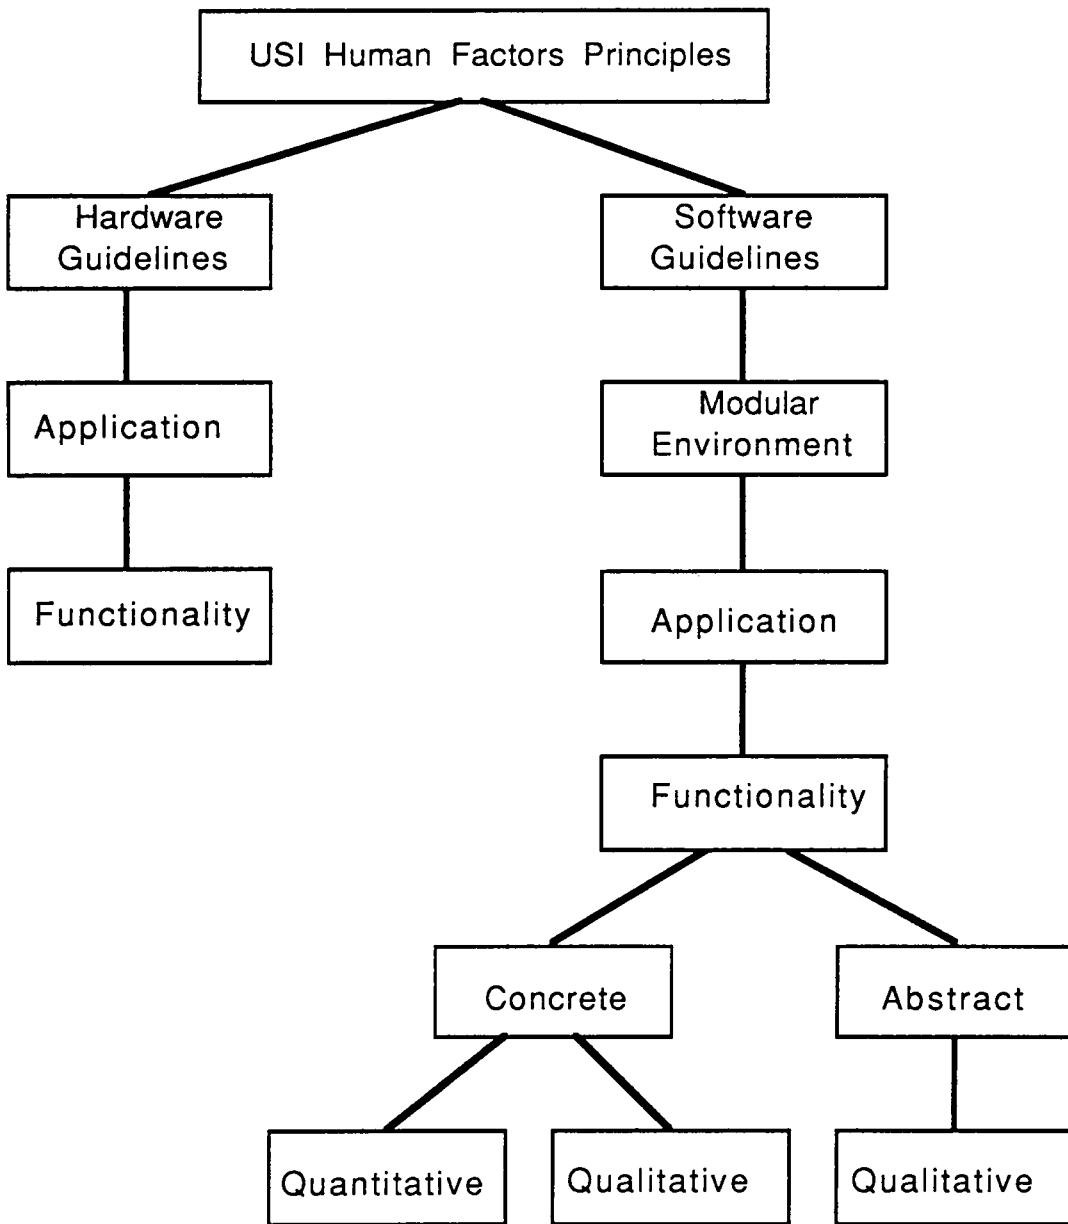 USI Human Factors Principles
Hardware
Guidelines
Software
Guidelines
Application
Modular
Environment
Functionality
Application
Functionality
Concrete
Abstract
Quantitative
Qualitative
Qualitative